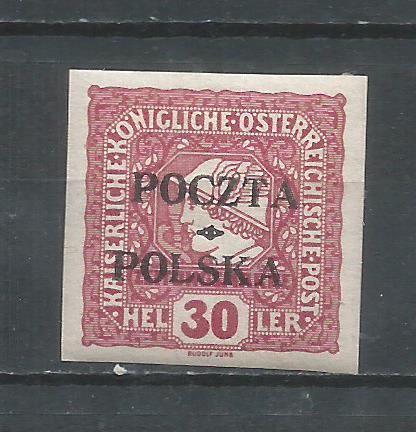 KAISERLICHE·KÖNIGLICHE·ÖSTERREICHISCHE·POST·
POCZTA
POLSKA
·HEL 30 LER·
RUDOLF JUNK